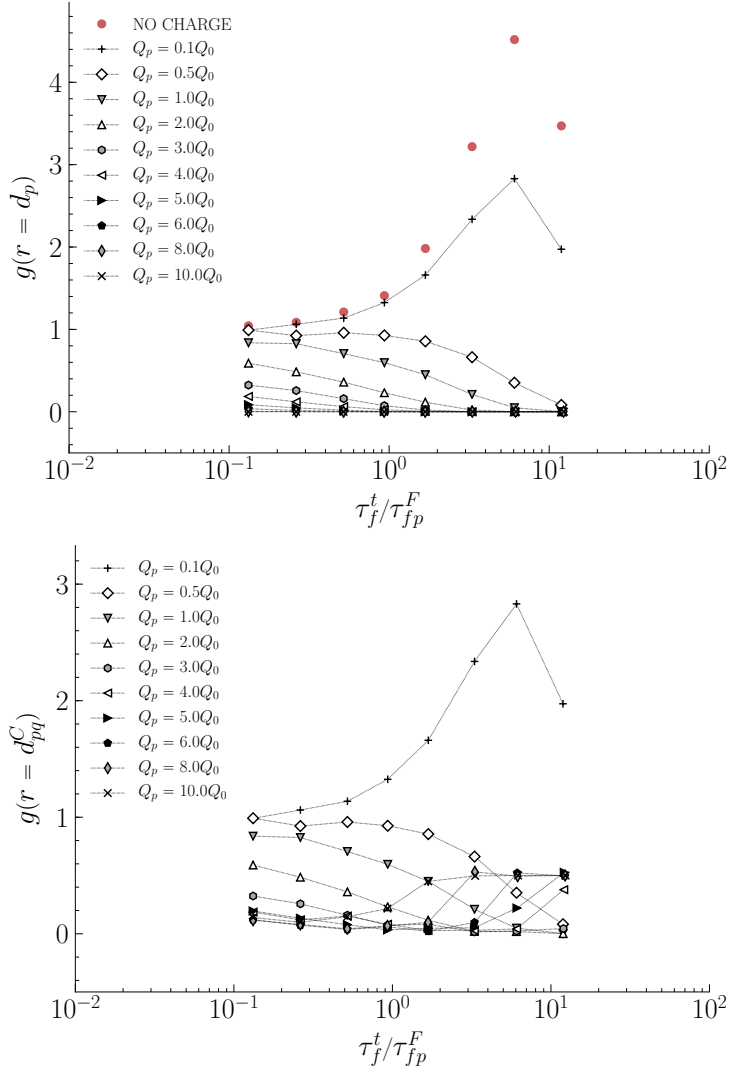 g(r = d_p)
4
3
2
1
0
NO CHARGE
Q_p = 0.1Q_0
Q_p = 0.5Q_0
Q_p = 1.0Q_0
Q_p = 2.0Q_0
Q_p = 3.0Q_0
Q_p = 4.0Q_0
Q_p = 5.0Q_0
Q_p = 6.0Q_0
Q_p = 8.0Q_0
Q_p = 10.0Q_0
10^{-2} 10^{-1} 10^0 10^1 10^2
τ_f^t/τ_{fp}^F
g(r = d_{pq}^C)
3
2
1
0
Q_p = 0.1Q_0
Q_p = 0.5Q_0
Q_p = 1.0Q_0
Q_p = 2.0Q_0
Q_p = 3.0Q_0
Q_p = 4.0Q_0
Q_p = 5.0Q_0
Q_p = 6.0Q_0
Q_p = 8.0Q_0
Q_p = 10.0Q_0
10^{-2} 10^{-1} 10^0 10^1 10^2
τ_f^t/τ_{fp}^F